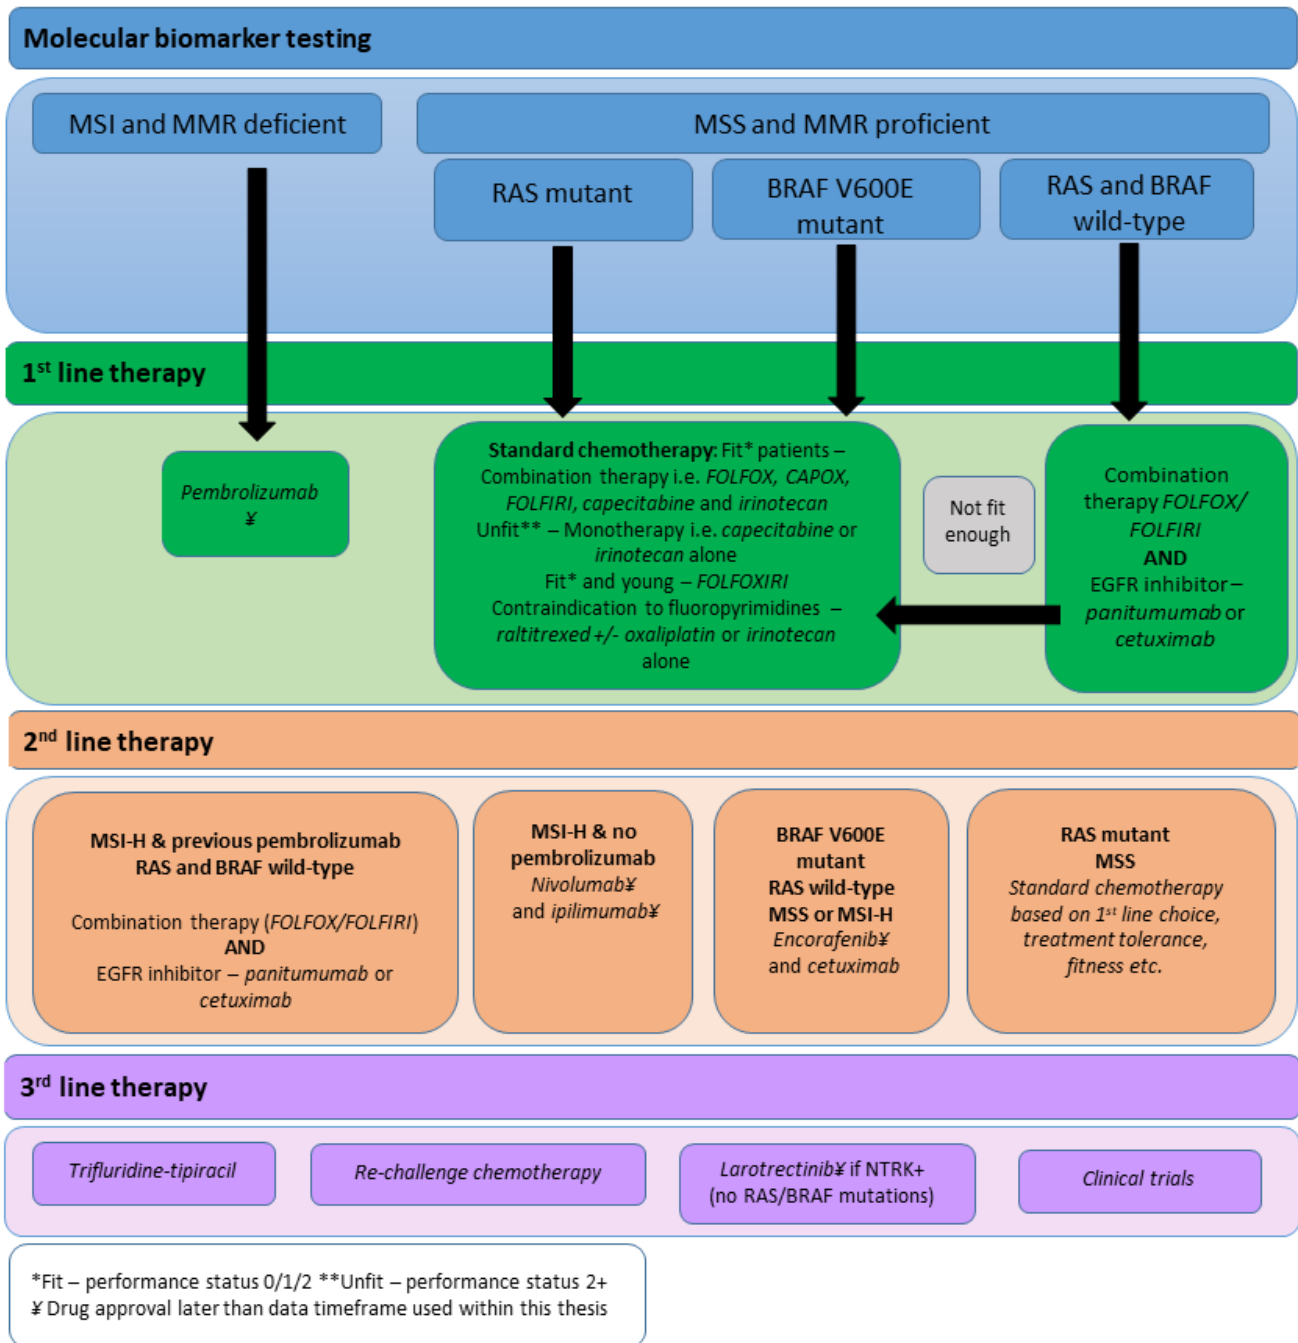 Molecular biomarker testing
MSI and MMR deficient
MSS and MMR proficient
RAS mutant
BRAF V600E
mutant
RAS and BRAF
wild-type
1st line therapy
Pembrolizumab
¥
Standard chemotherapy: Fit* patients –
Combination therapy i.e. FOLFOX, CAPOX,
FOLFIRI, capecitabine and irinotecan
Unfit** – Monotherapy i.e. capecitabine or
irinotecan alone
Fit* and young – FOLFOXIRI
Contraindication to fluoropyrimidines –
raltitrexed +/- oxaliplatin or irinotecan
alone
Not fit
enough
Combination
therapy FOLFOX/
FOLFIRI
AND
EGFR inhibitor –
panitumumab or
cetuximab
2nd line therapy
MSI-H & previous pembrolizumab
RAS and BRAF wild-type
Combination therapy (FOLFOX/FOLFIRI)
AND
EGFR inhibitor – panitumumab or
cetuximab
MSI-H & no
pembrolizumab
Nivolumab¥
and ipilimumab¥
BRAF V600E
mutant
RAS wild-type
MSS or MSI-H
Encorafenib¥
and cetuximab
RAS mutant
MSS
Standard chemotherapy
based on 1st line choice,
treatment tolerance,
fitness etc.
3rd line therapy
Trifluridine-tipiracil
Re-challenge chemotherapy
Larotrectinib¥ if NTRK+
(no RAS/BRAF mutations)
Clinical trials
*Fit – performance status 0/1/2 **Unfit – performance status 2+
¥ Drug approval later than data timeframe used within this thesis